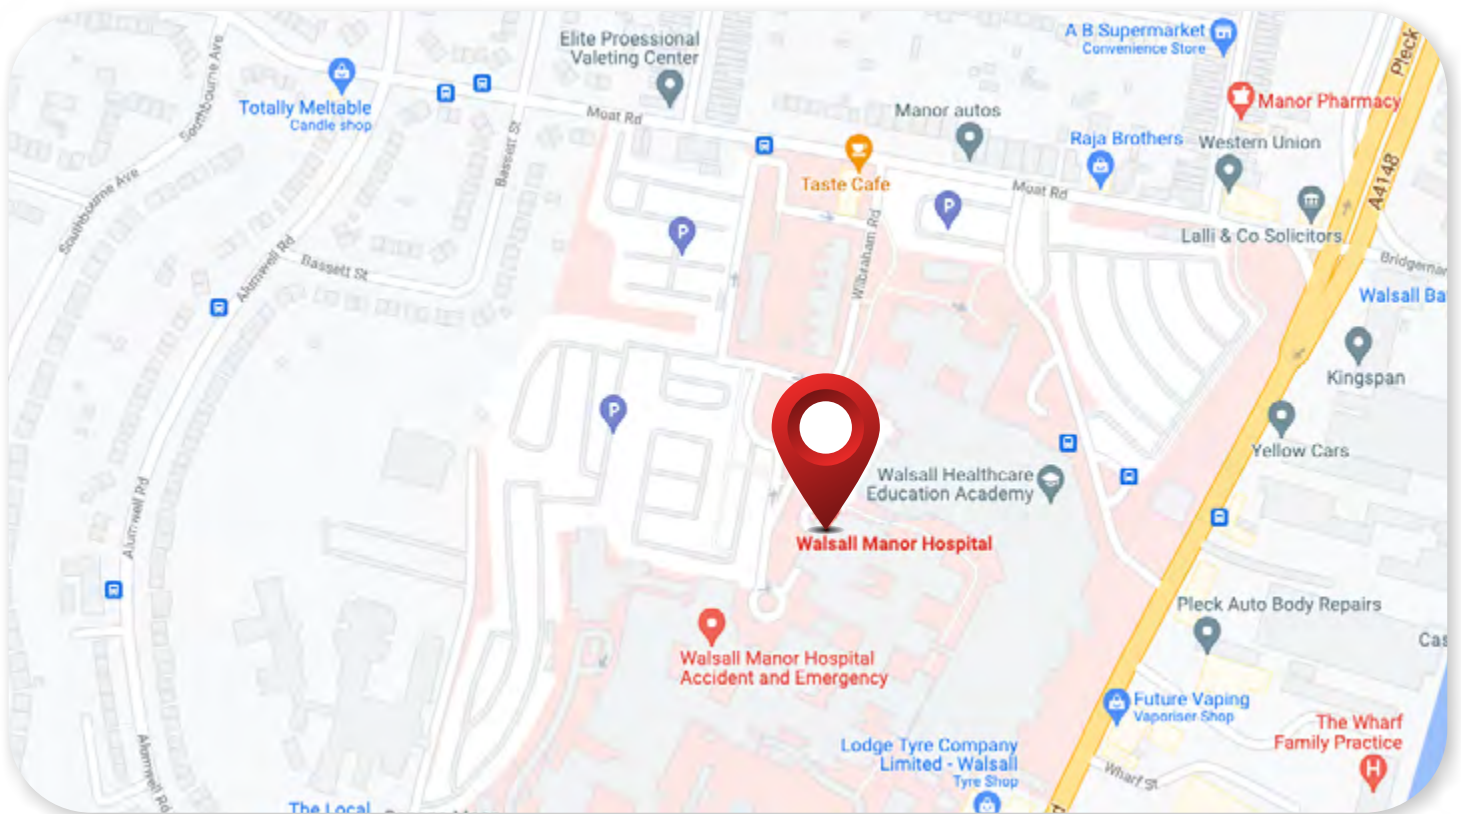 Southbourne Ave
Elite Proessional
Valeting Center
A B Supermarket
Convenience Store
Pleck
Totally Meltable
Candle shop
Moat Rd
Manor autos
Manor Pharmacy
Raja Brothers
Western Union
Southbourne Ave
Bassett St
Taste Cafe
P
Moat Rd
A4148
P
Lalli & Co Solicitors
Wilbraham Rd
Alumwell Rd
Bassett St
Walsall Ba
Kingspan
P
Yellow Cars
Walsall Healthcare
Education Academy
Alumwell Rd
Walsall Manor Hospital
Pleck Auto Body Repairs
Walsall Manor Hospital
Accident and Emergency
Future Vaping
Vaporiser Shop
The Wharf
Family Practice
H
Lodge Tyre Company
Limited - Walsall
Tyre Shop
Wharf St
Alumwell Rd
The Local